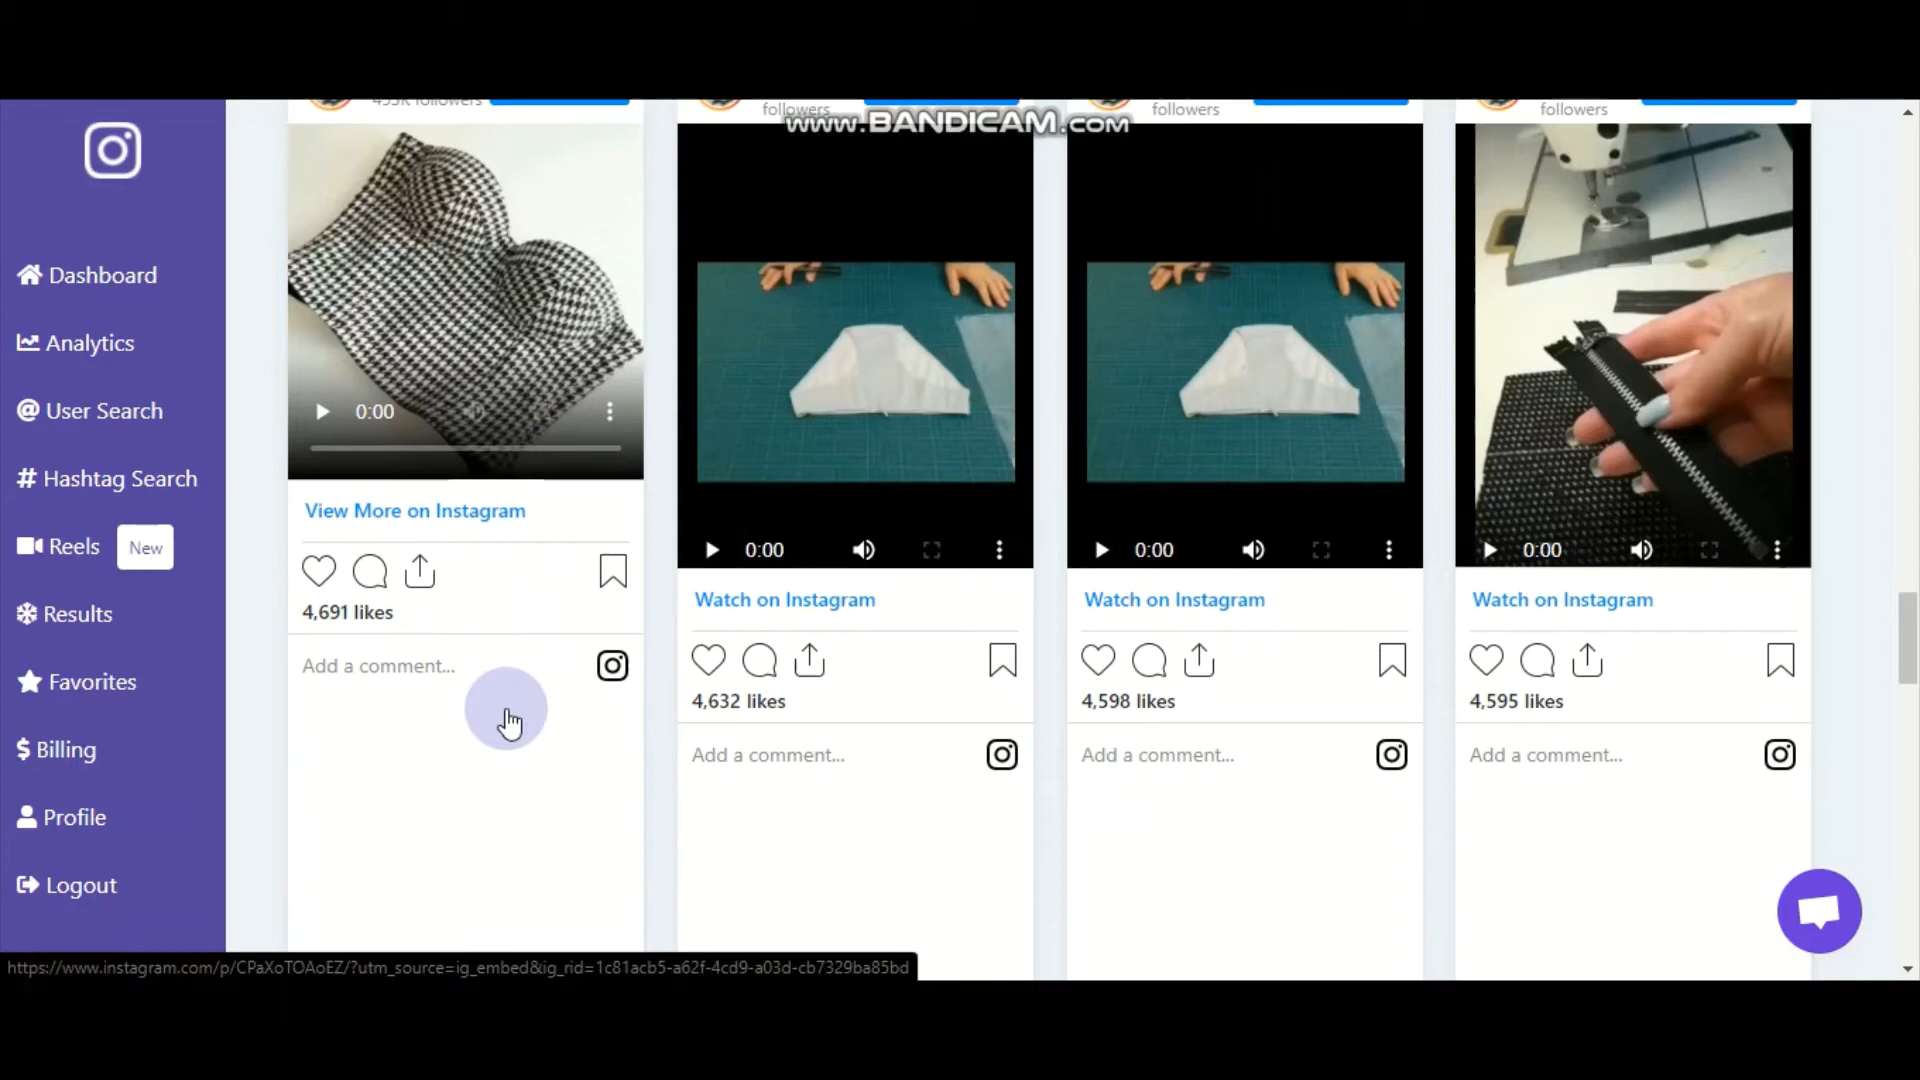 455K followers
followers
followers
followers
www.BANDICAM.com
Dashboard
Analytics
User Search
Hashtag Search
Reels New
Results
Favorites
Billing
Profile
Logout
0:00
View More on Instagram
4,691 likes
Add a comment...
0:00
Watch on Instagram
4,632 likes
Add a comment...
0:00
Watch on Instagram
4,598 likes
Add a comment...
0:00
Watch on Instagram
4,595 likes
Add a comment...
https://www.instagram.com/p/CPaXoTOAoEZ/?utm_source=ig_embed&ig_rid=1c81acb5-a62f-4cd9-a03d-cb7329ba85bd